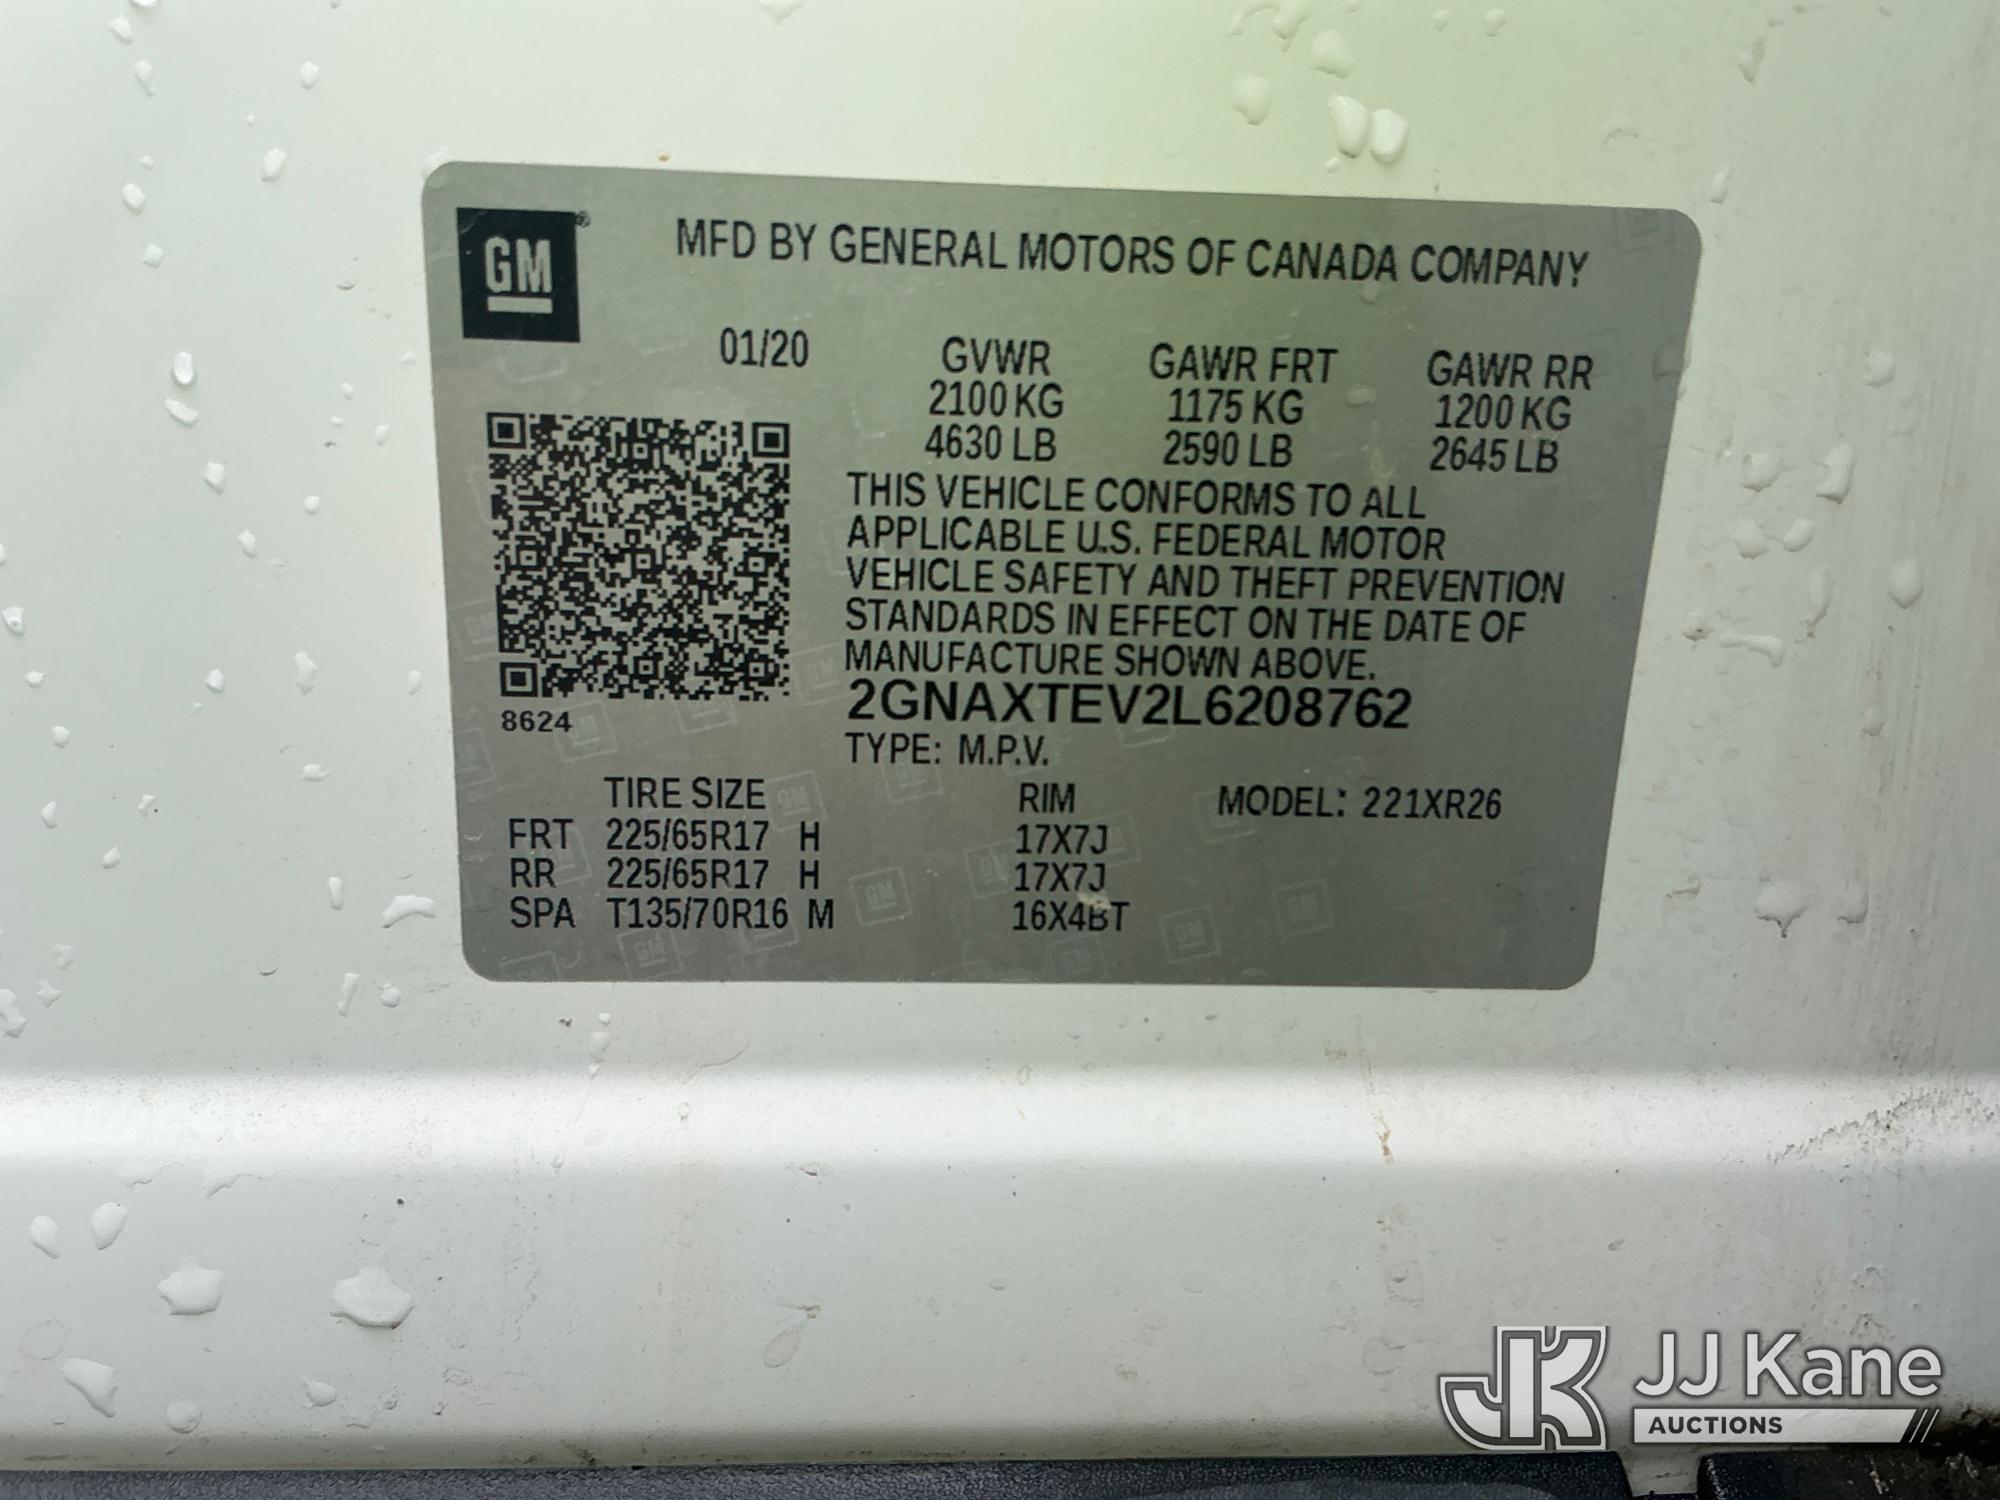 GM®
MFD BY GENERAL MOTORS OF CANADA COMPANY
01/20 GVWR GAWR FRT GAWR RR
2100 KG 1175 KG 1200 KG
4630 LB 2590 LB 2645 LB
THIS VEHICLE CONFORMS TO ALL
APPLICABLE U.S. FEDERAL MOTOR
VEHICLE SAFETY AND THEFT PREVENTION
STANDARDS IN EFFECT ON THE DATE OF
MANUFACTURE SHOWN ABOVE.
2GNAXTEV2L6208762
8624
TYPE: M.P.V.
TIRE SIZE RIM MODEL: 221XR26
FRT 225/65R17 H 17X7J
RR 225/65R17 H 17X7J
SPA T135/70R16 M 16X4BT
JK JJ Kane
AUCTIONS